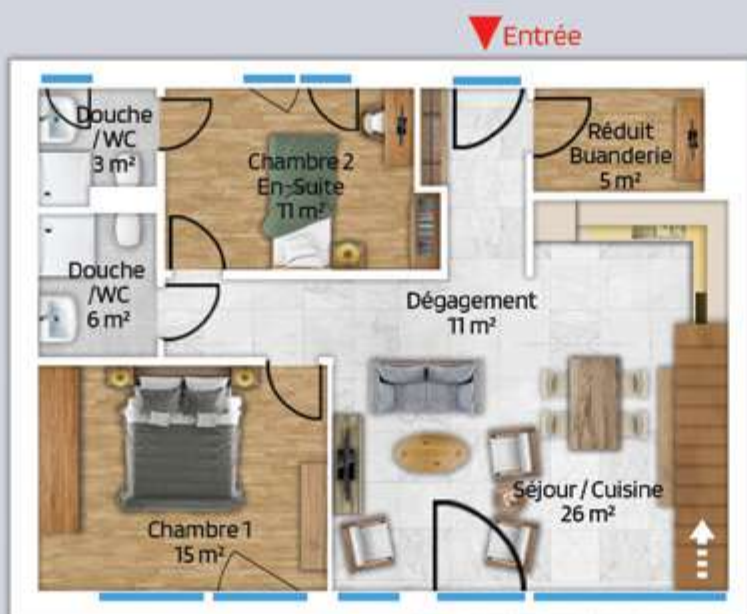 Entrée
Douche
/WC
3 m²
Chambre 2
En-Suite
11 m²
Réduit
Buanderie
5 m²
Douche
/WC
6 m²
Dégagement
11 m²
Chambre 1
15 m²
Séjour / Cuisine
26 m²